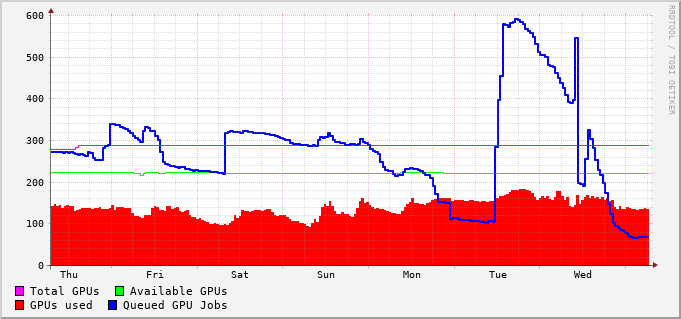 600
500
400
300
200
100
0
Thu Fri Sat Sun Mon Tue Wed
Total GPUs Available GPUs
GPUs used Queued GPU Jobs
RRDTOOL / TOBI OETIKER